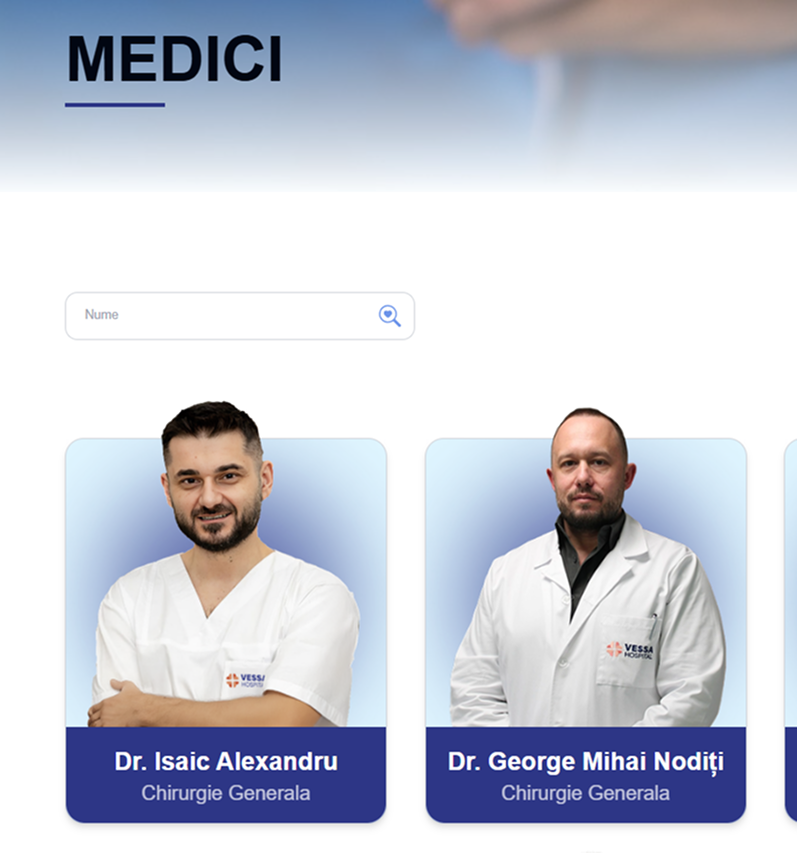 MEDICI
Nume
VESSA
HOSPITAL
VESSA
HOSPITAL
Dr. Isaic Alexandru
Chirurgie Generala
Dr. George Mihai Nodiți
Chirurgie Generala